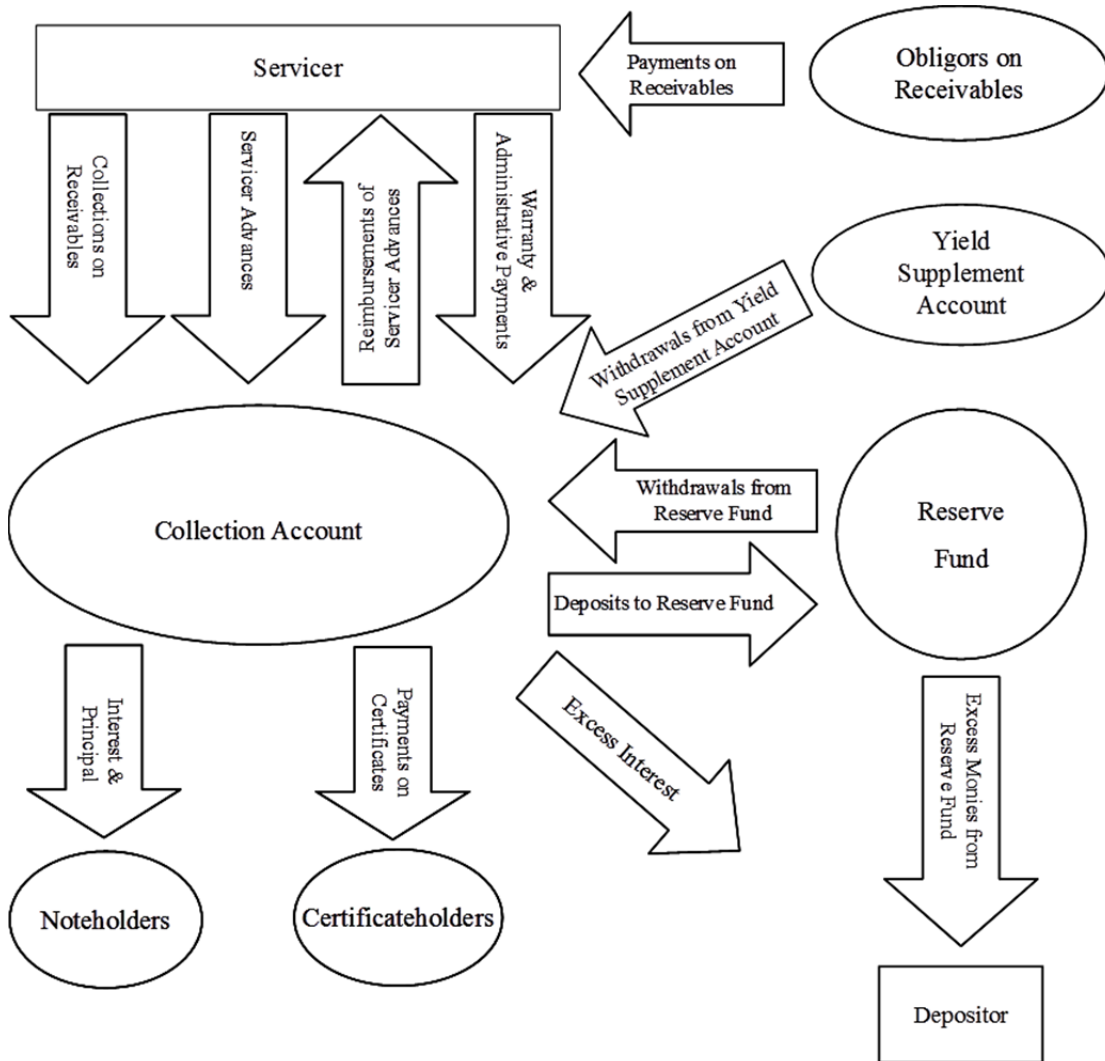 Servicer
Payments on
Receivables
Obligors on
Receivables
Collections on
Receivables
Servicer Advances
Reimbursements of
Servicer Advances
Warranty &
Administrative Payments
Yield
Supplement
Account
Withdrawals from Yield
Supplement Account
Collection Account
Withdrawals from
Reserve Fund
Reserve
Fund
Deposits to Reserve Fund
Interest &
Principal
Payments on
Certificates
Excess Interest
Excess Monies from
Reserve Fund
Noteholders
Certificateholders
Depositor